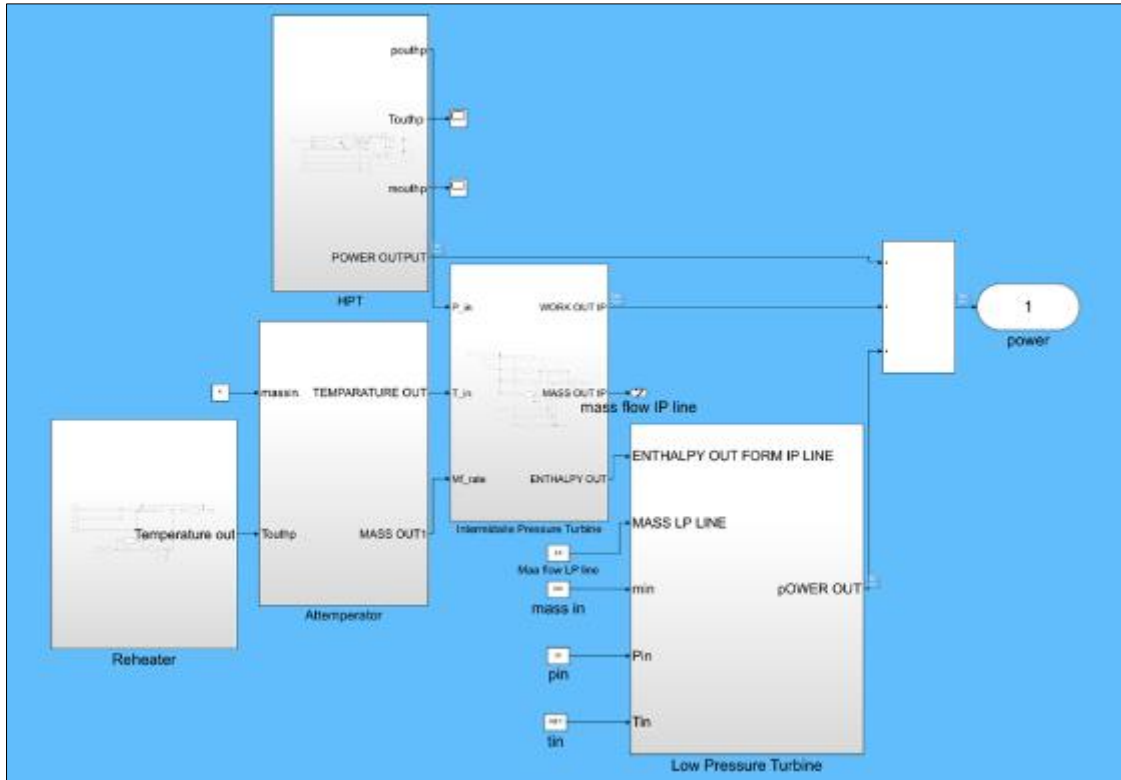 pouthp
Touthp
mouthp
POWER OUTPUT
HPT
P_in
WORK OUT IP
1
power
massin
TEMPARATURE OUT
T_in
MASS OUT IP
mass flow IP line
ENTHALPY OUT FORM IP LINE
Mf_rate
ENTHALPY OUT
Temperature out
Touthp
MASS OUT1
Intermidiate Pressure Turbine
MASS LP LINE
Maa flow LP line
Attemperator
mass in
min
pOWER OUT
Reheater
Pin
pin
Tin
tin
Low Pressure Turbine